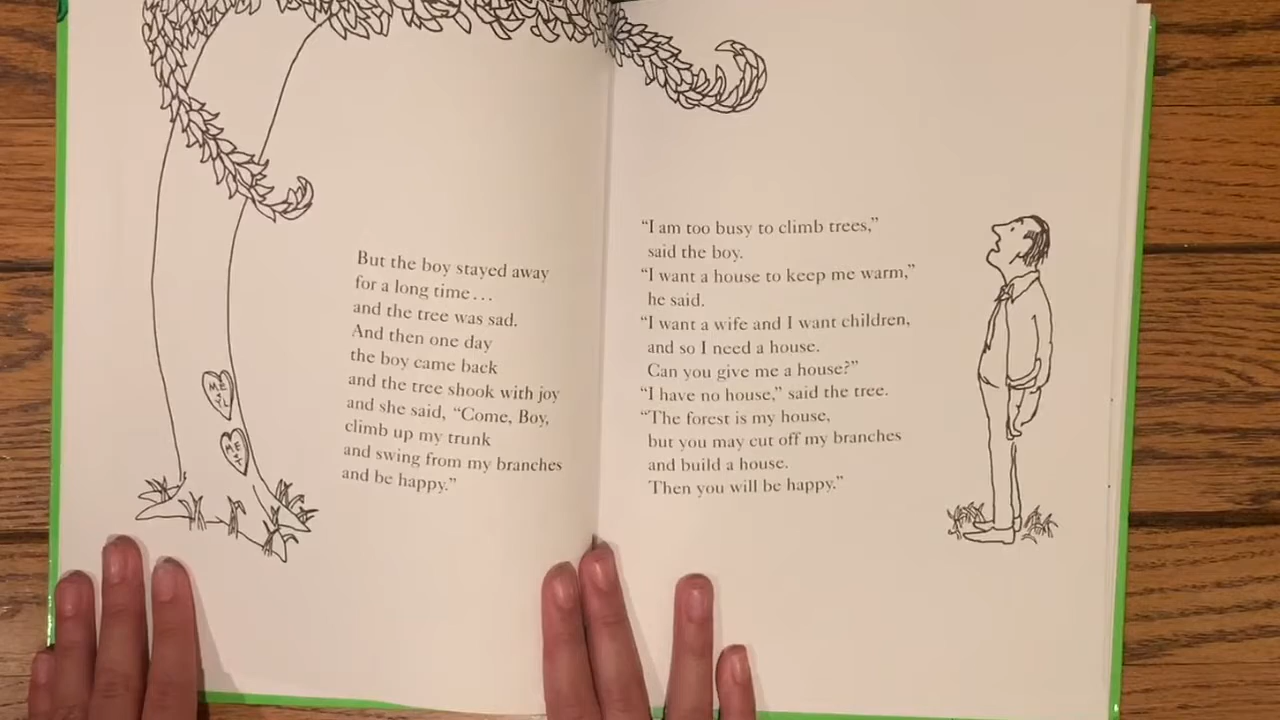 But the boy stayed away
for a long time...
and the tree was sad.
And then one day
the boy came back
and the tree shook with joy
and she said, “Come, Boy,
climb up my trunk
and swing from my branches
and be happy.”
“I am too busy to climb trees,”
said the boy.
“I want a house to keep me warm,”
he said.
“I want a wife and I want children,
and so I need a house.
Can you give me a house?”
“I have no house,” said the tree.
“The forest is my house,
but you may cut off my branches
and build a house.
Then you will be happy.”
ME
+
Y.L.
ME
+
T